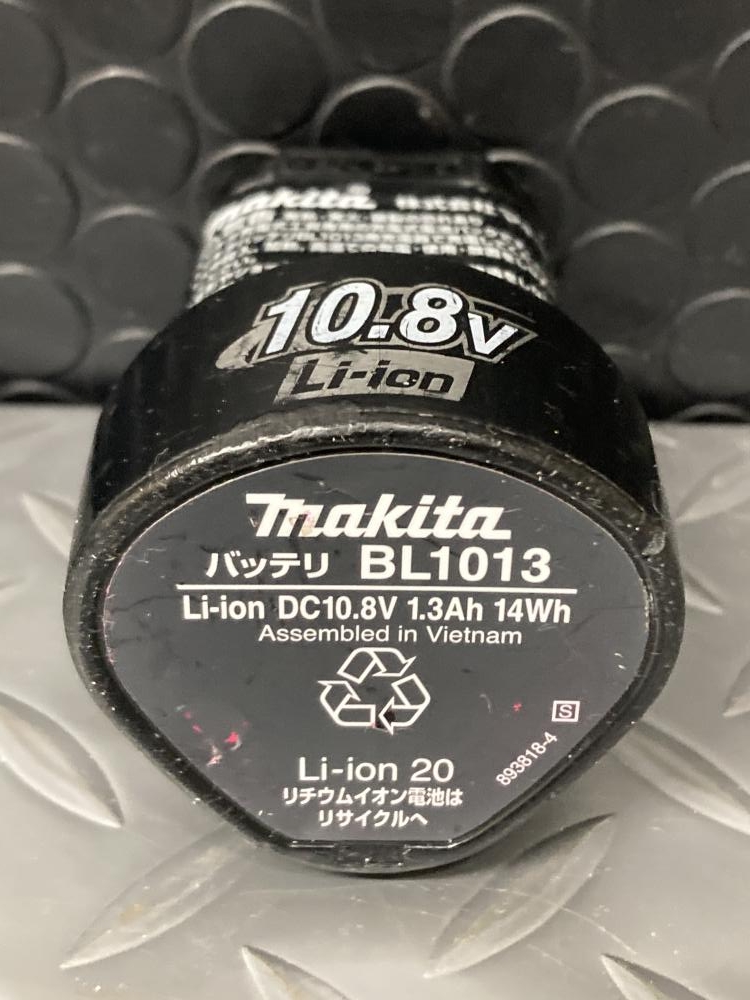 makita
10.8V
Li-ion
makita
バッテリ BL1013
Li-ion DC10.8V 1.3Ah 14Wh
Assembled in Vietnam
S
893818-4
Li-ion 20
リチウムイオン電池は
リサイクルへ